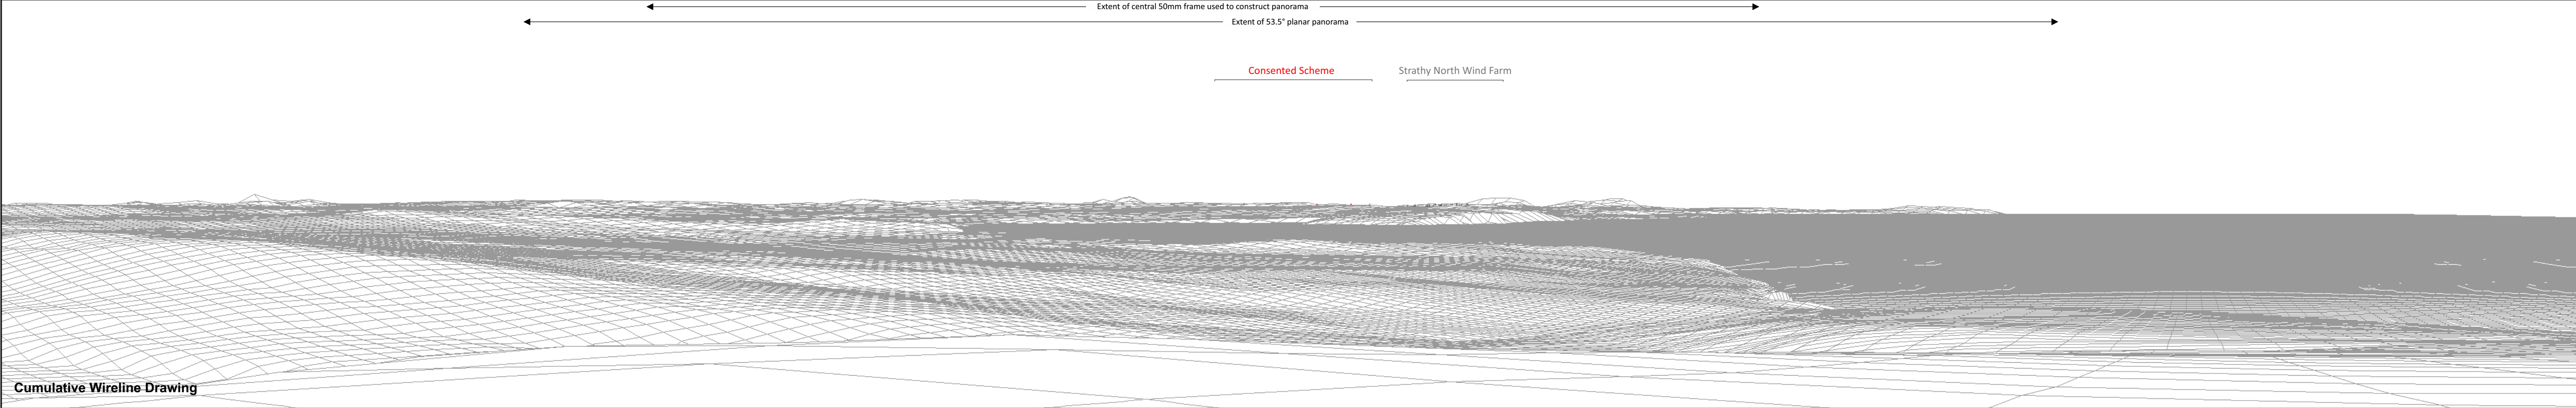 Extent of central 50mm frame used to construct panorama
Extent of 53.5° planar panorama
Consented Scheme
Strathy North Wind Farm
Cumulative Wireline Drawing